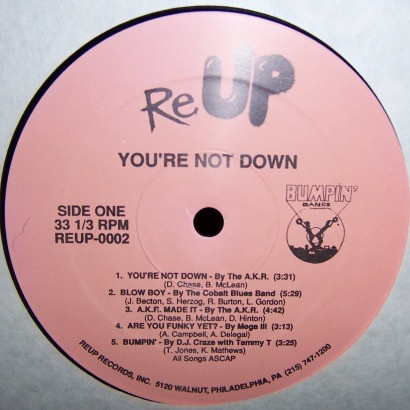 Re UP
YOU'RE NOT DOWN
BUMPIN'
DANCE
SIDE ONE
33 1/3 RPM
REUP-0002
1. YOU'RE NOT DOWN - By The A.K.R. (3:31)
(D. Chase, B. McLean)
2. BLOW BOY - By The Cobalt Blues Band (5:29)
(J. Becton, S. Herzog, R. Burton, L. Gordon)
3. A.K.R. MADE IT - By The A.K.R. (4:42)
(D. Chase, B. McLean, D. Hinton)
4. ARE YOU FUNKY YET? - By Mega III (3:13)
(A. Campbell, A. Delegal)
5. BUMPIN' - By D.J. Craze with Tammy T (3:25)
(T. Jones, K. Mathews)
All Songs ASCAP
REUP RECORDS, INC. 5120 WALNUT, PHILADELPHIA, PA (215) 747-1200